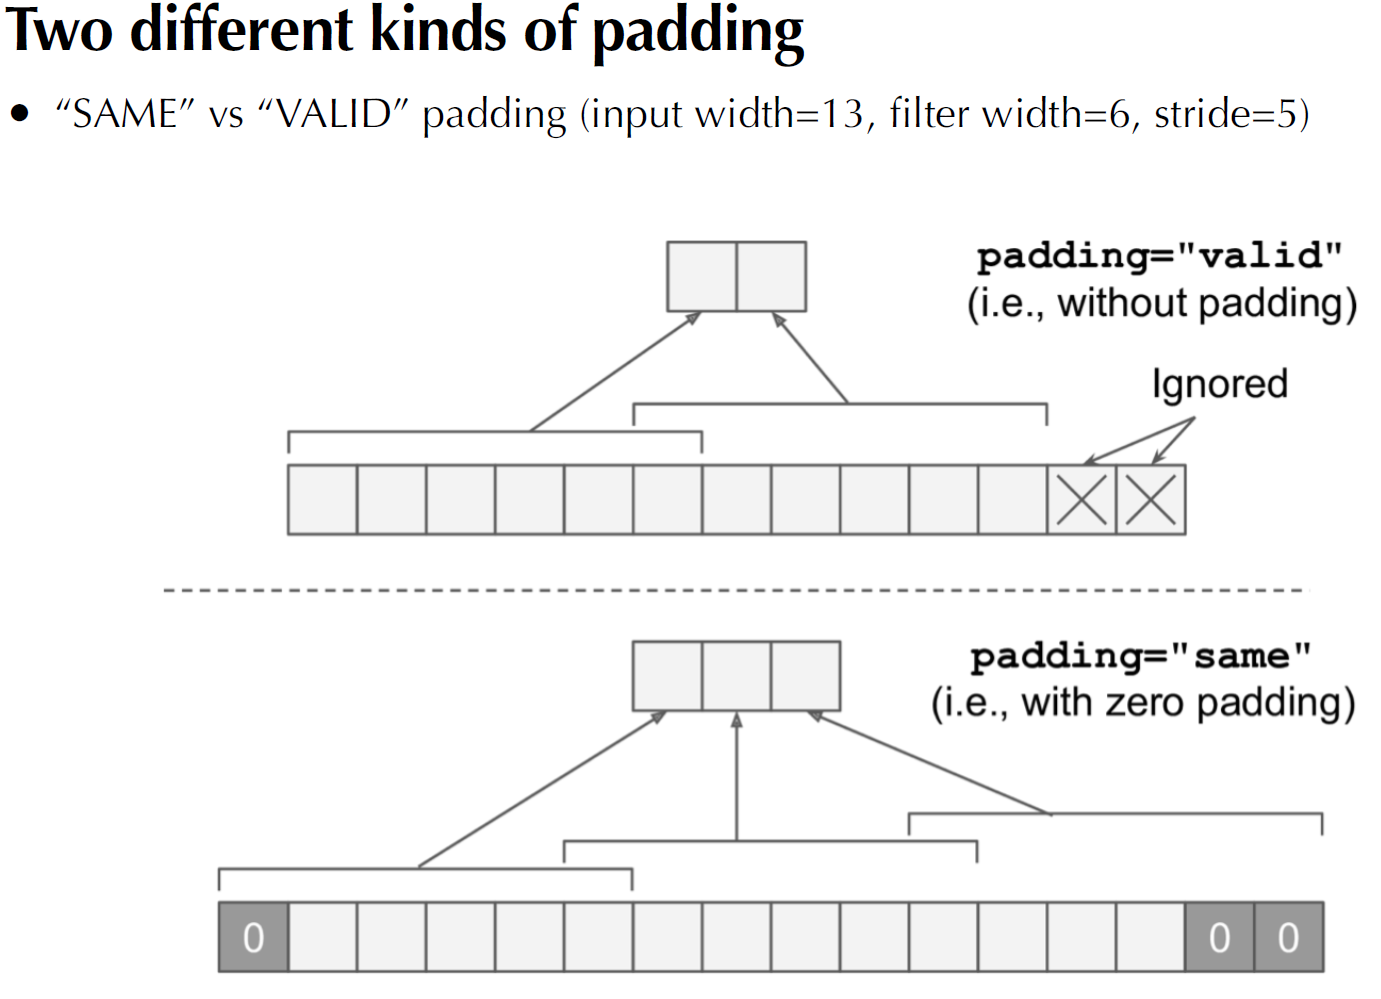 Two different kinds of padding
• “SAME” vs “VALID” padding (input width=13, filter width=6, stride=5)
padding="valid"
(i.e., without padding)
Ignored
padding="same"
(i.e., with zero padding)
0 0 0